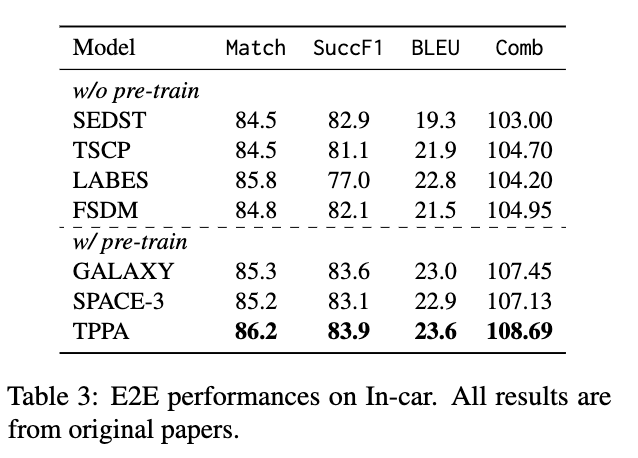 Model Match SuccF1 BLEU Comb
w/o pre-train
SEDST 84.5 82.9 19.3 103.00
TSCP 84.5 81.1 21.9 104.70
LABES 85.8 77.0 22.8 104.20
FSDM 84.8 82.1 21.5 104.95
w/ pre-train
GALAXY 85.3 83.6 23.0 107.45
SPACE-3 85.2 83.1 22.9 107.13
TPPA 86.2 83.9 23.6 108.69
Table 3: E2E performances on In-car. All results are
from original papers.